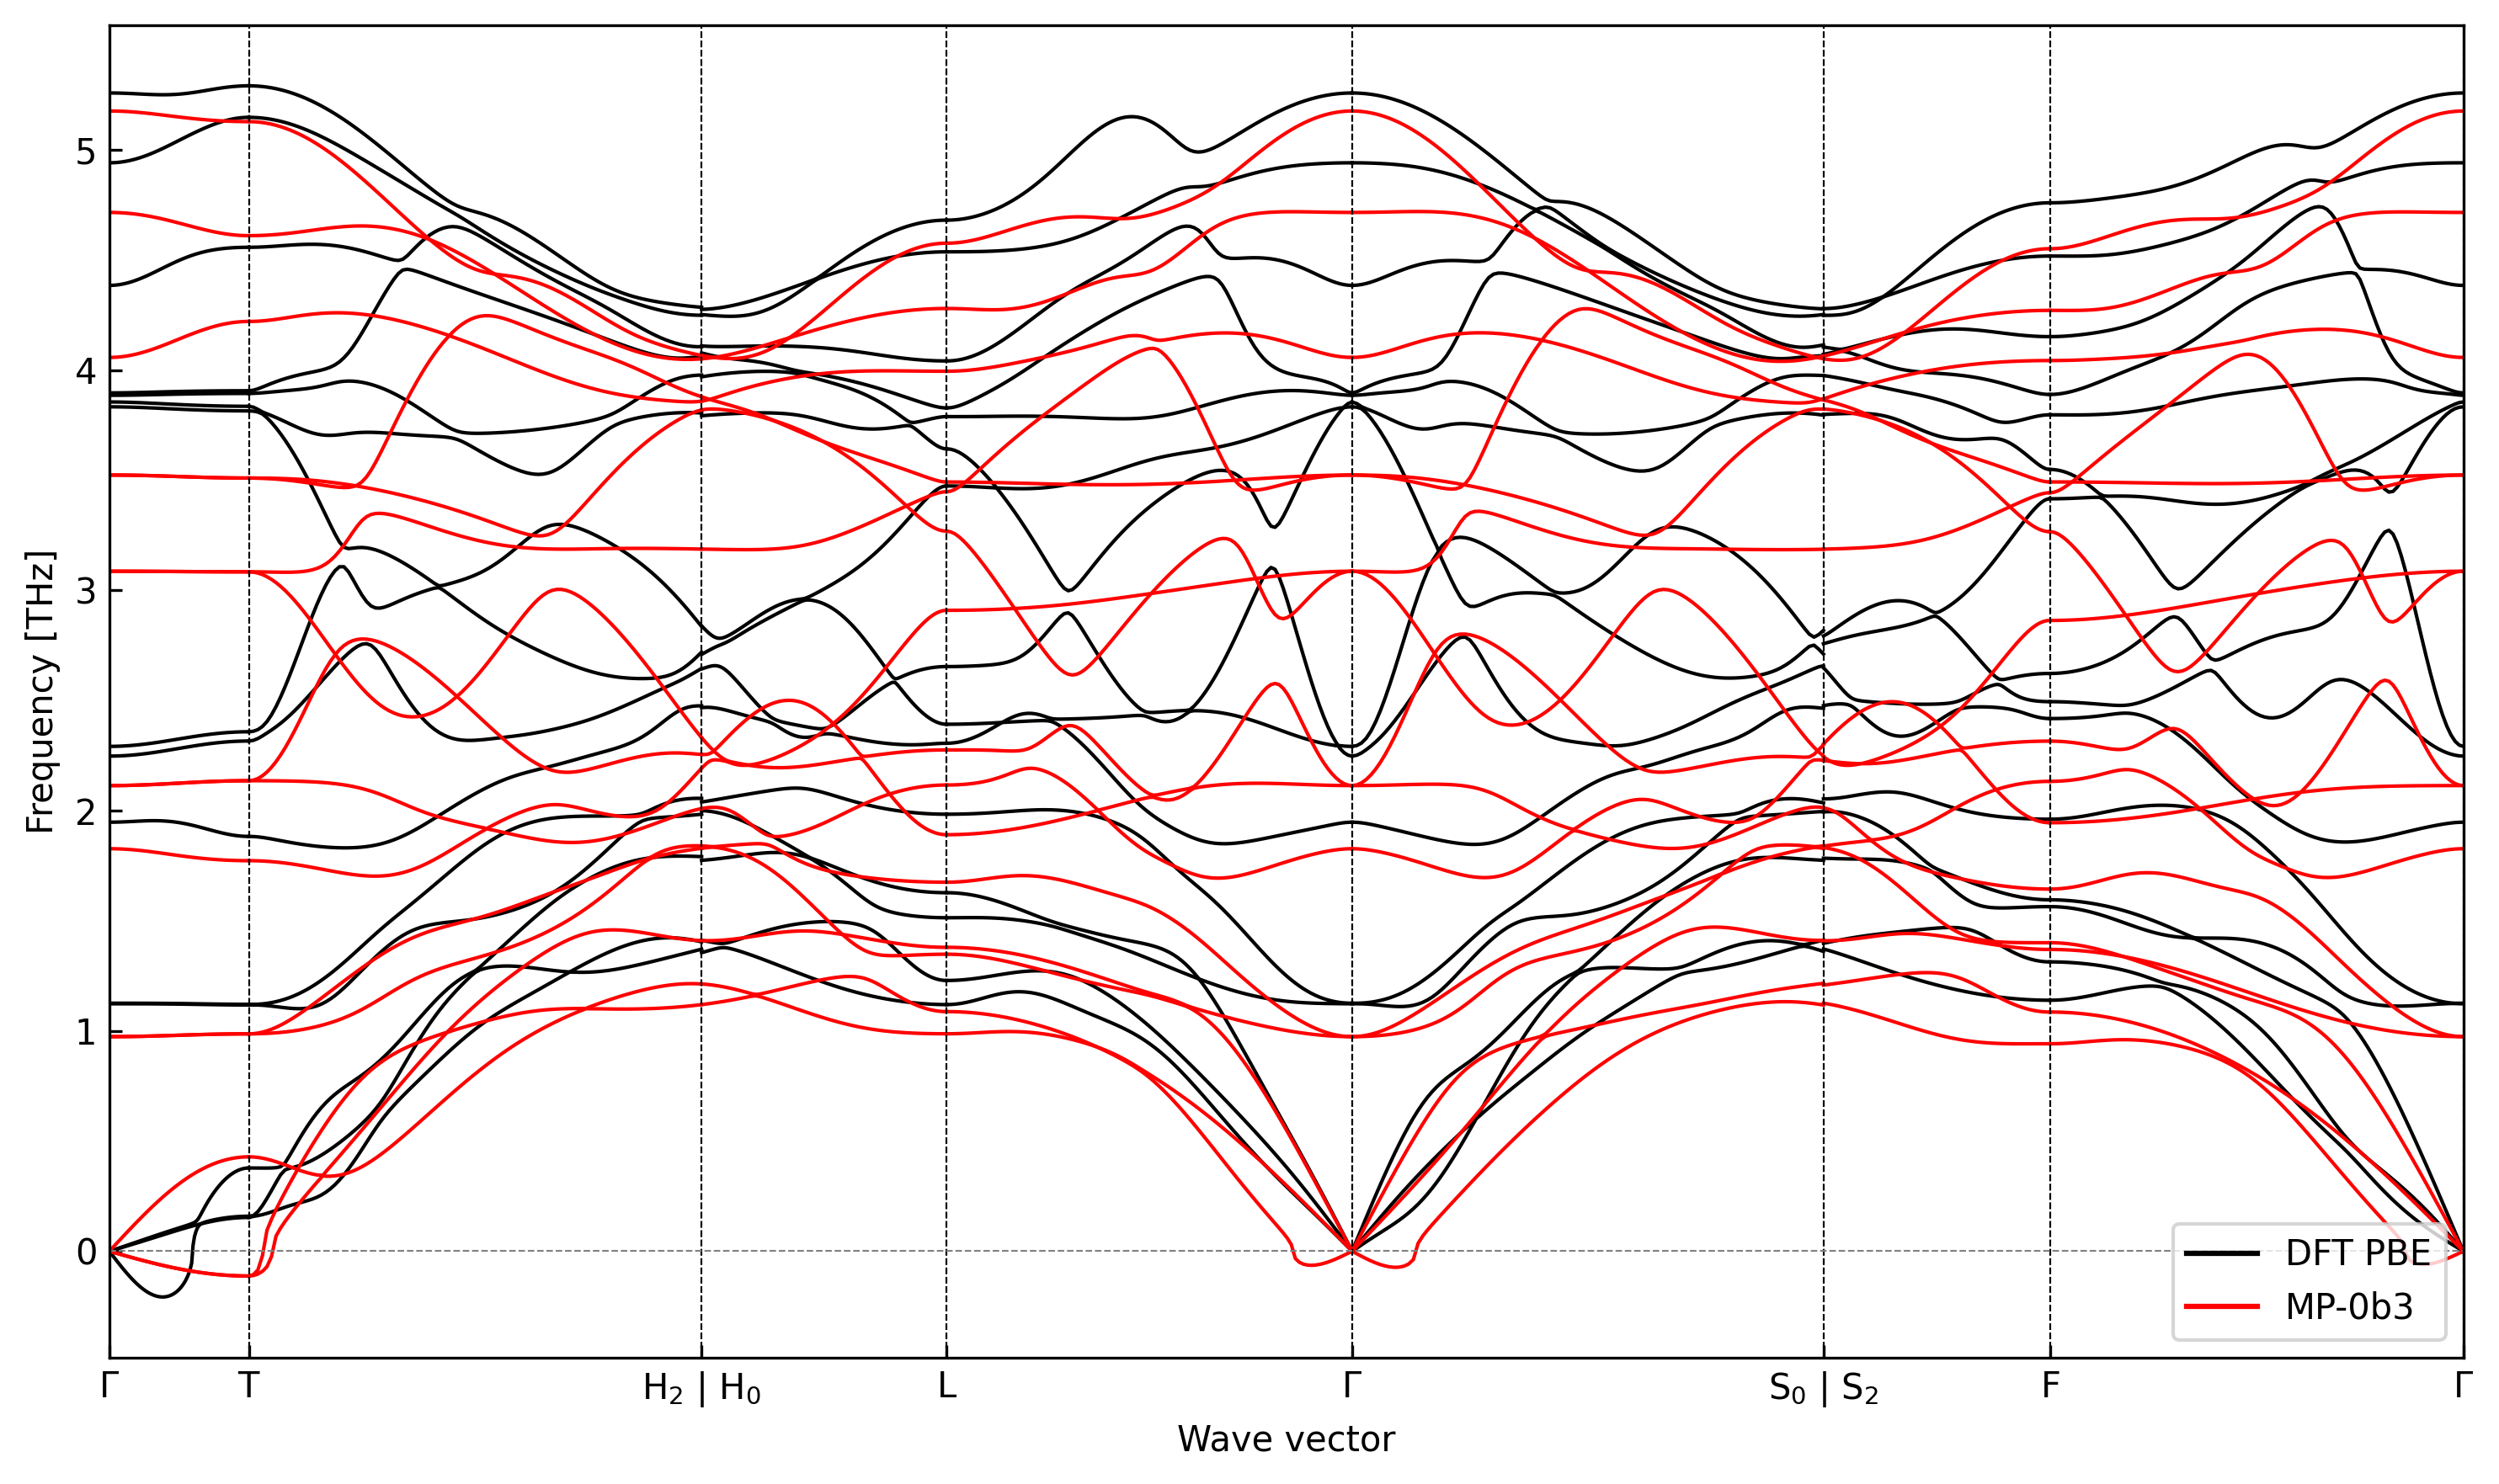 Frequency [THz]
5
4
3
2
1
0
DFT PBE
MP-0b3
Γ T H₂ | H₀ L Γ S₀ | S₂ F Γ
Wave vector